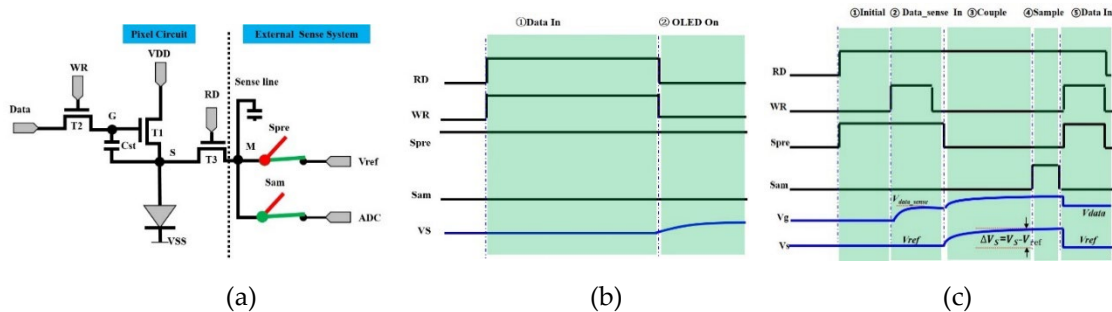 Pixel Circuit
External Sense System
VDD
WR
RD
Sense line
Data
G
T1
T2
Cst
S
T3
M
Spre
Vref
Sam
ADC
VSS
(a)
①Data In
② OLED On
RD
WR
Spre
Sam
VS
(b)
①Initial ② Data_sense In ③Couple ④Sample ⑤Data In
RD
WR
Spre
Sam
Vdata_sense
Vg
Vdata
Vref
ΔVS=VS-Vref
Vref
Vs
(c)